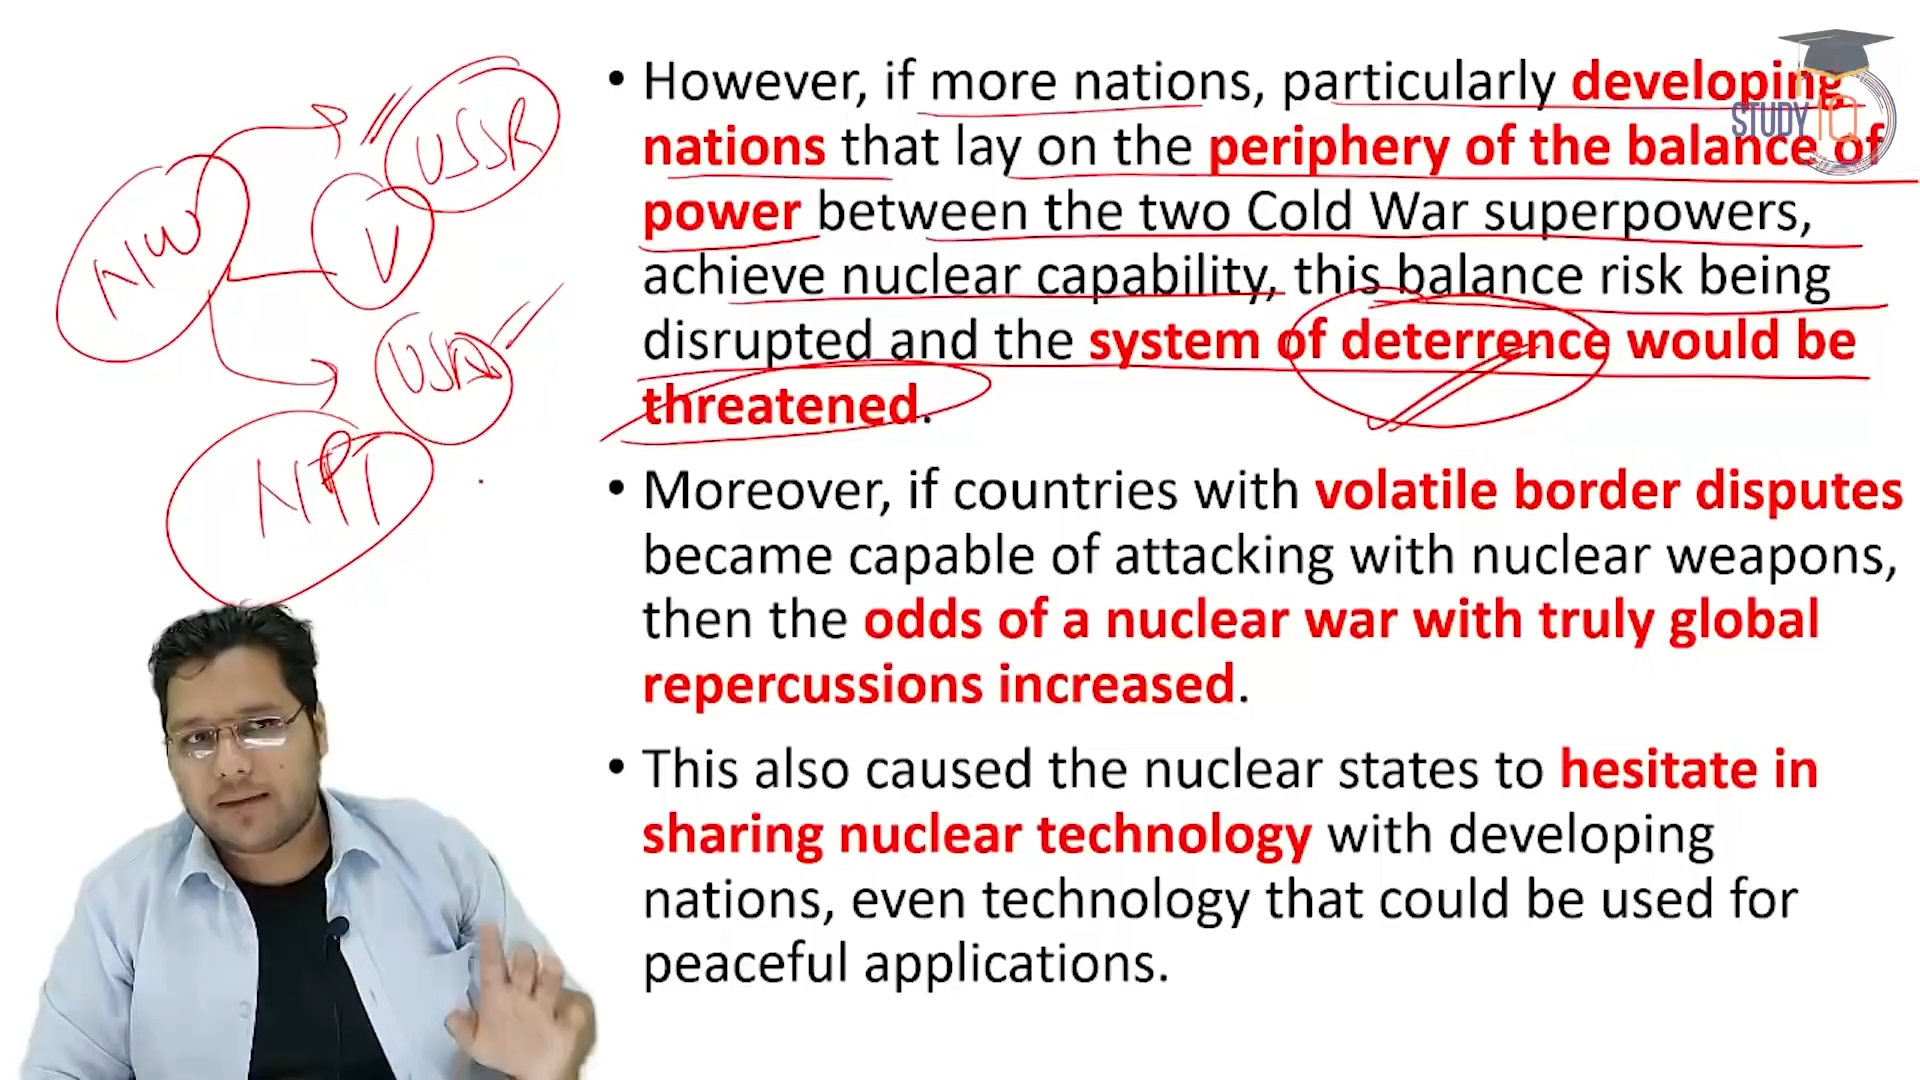 USSR
NW
V
USA
NPT
• However, if more nations, particularly developing
nations that lay on the periphery of the balance of
power between the two Cold War superpowers,
achieve nuclear capability, this balance risk being
disrupted and the system of deterrence would be
threatened.
• Moreover, if countries with volatile border disputes
became capable of attacking with nuclear weapons,
then the odds of a nuclear war with truly global
repercussions increased.
• This also caused the nuclear states to hesitate in
sharing nuclear technology with developing
nations, even technology that could be used for
peaceful applications.
STUDY IQ